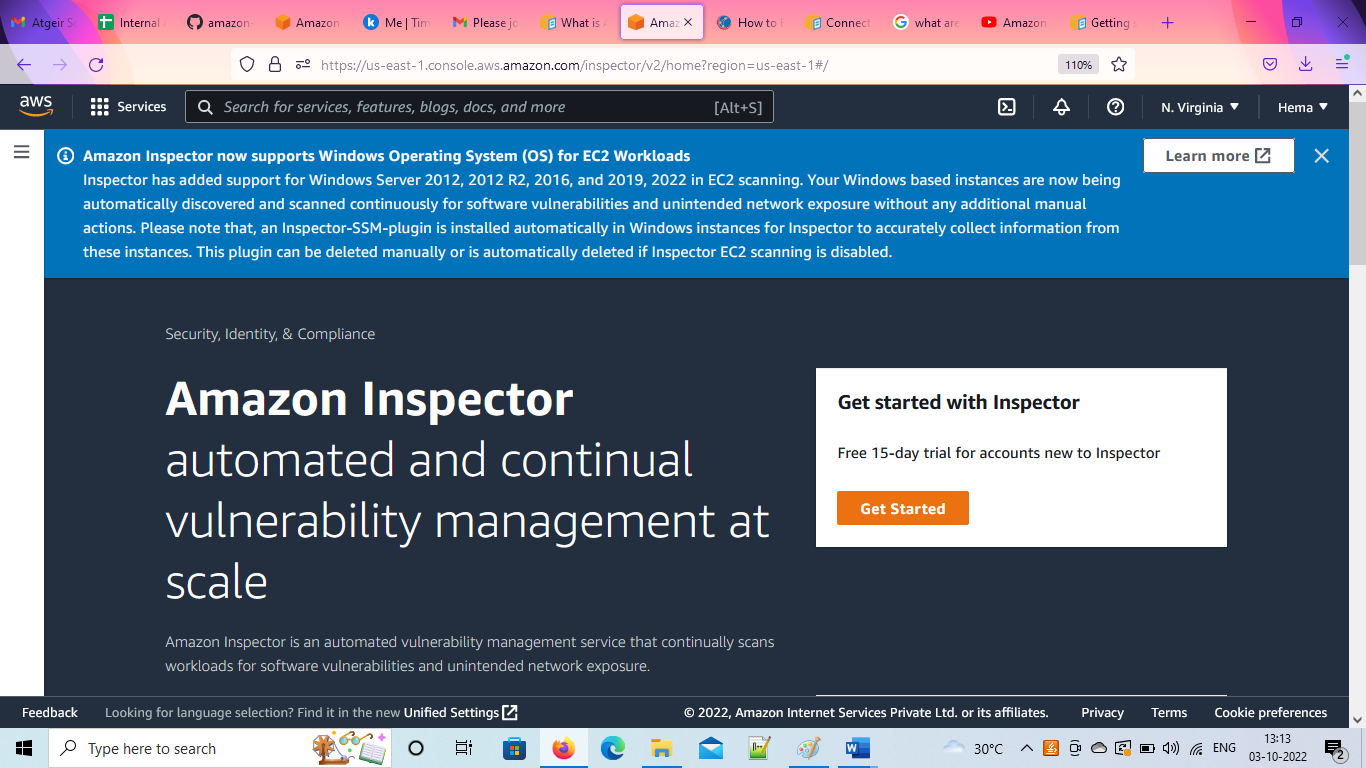 Atgeir S
Internal
amazon-
Amazon
Me | Tim
Please jo
What is
Amaz
How to i
Connect
what are
Amazon
Getting s
https://us-east-1.console.aws.amazon.com/inspector/v2/home?region=us-east-1#/
110%
aws
Services
Search for services, features, blogs, docs, and more
[Alt+S]
N. Virginia
Hema
Amazon Inspector now supports Windows Operating System (OS) for EC2 Workloads
Learn more
Inspector has added support for Windows Server 2012, 2012 R2, 2016, and 2019, 2022 in EC2 scanning. Your Windows based instances are now being
automatically discovered and scanned continuously for software vulnerabilities and unintended network exposure without any additional manual
actions. Please note that, an Inspector-SSM-plugin is installed automatically in Windows instances for Inspector to accurately collect information from
these instances. This plugin can be deleted manually or is automatically deleted if Inspector EC2 scanning is disabled.
Security, Identity, & Compliance
Amazon Inspector
automated and continual
vulnerability management at
scale
Amazon Inspector is an automated vulnerability management service that continually scans
workloads for software vulnerabilities and unintended network exposure.
Get started with Inspector
Free 15-day trial for accounts new to Inspector
Get Started
Feedback
Looking for language selection? Find it in the new Unified Settings
© 2022, Amazon Internet Services Private Ltd. or its affiliates.
Privacy
Terms
Cookie preferences
Type here to search
30°C
ENG
13:13
03-10-2022
2